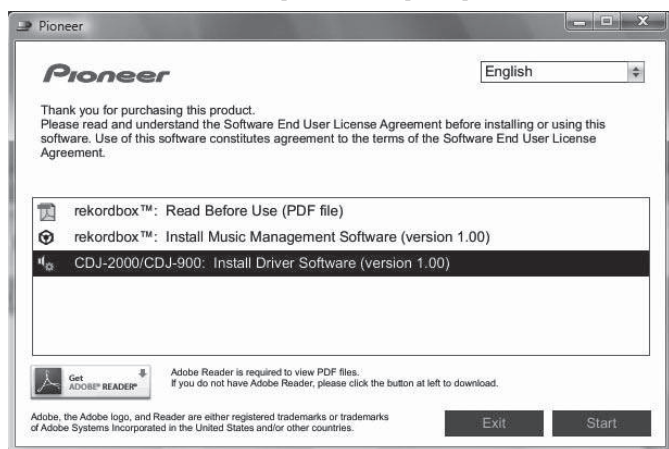 Pioneer
Pioneer
English
Thank you for purchasing this product.
Please read and understand the Software End User License Agreement before installing or using this
software. Use of this software constitutes agreement to the terms of the Software End User License
Agreement.
rekordbox™: Read Before Use (PDF file)
rekordbox™: Install Music Management Software (version 1.00)
CDJ-2000/CDJ-900: Install Driver Software (version 1.00)
Get
ADOBE® READER®
Adobe Reader is required to view PDF files.
If you do not have Adobe Reader, please click the button at left to download.
Adobe, the Adobe logo, and Reader are either registered trademarks or trademarks
of Adobe Systems Incorporated in the United States and/or other countries.
Exit
Start